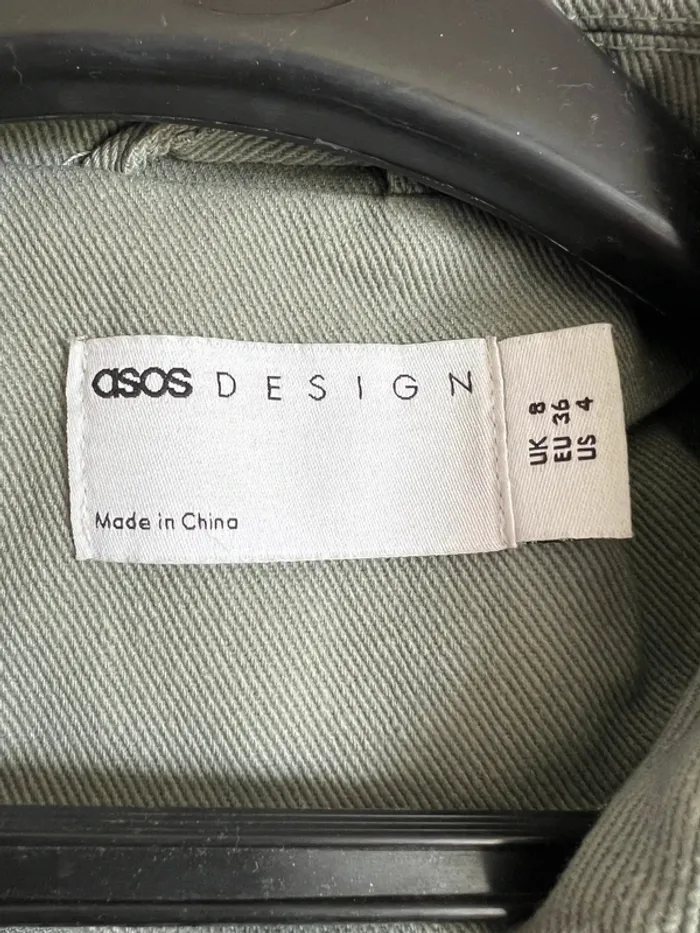 asos DESIGN
Made in China
UK 8
EU 36
US 4